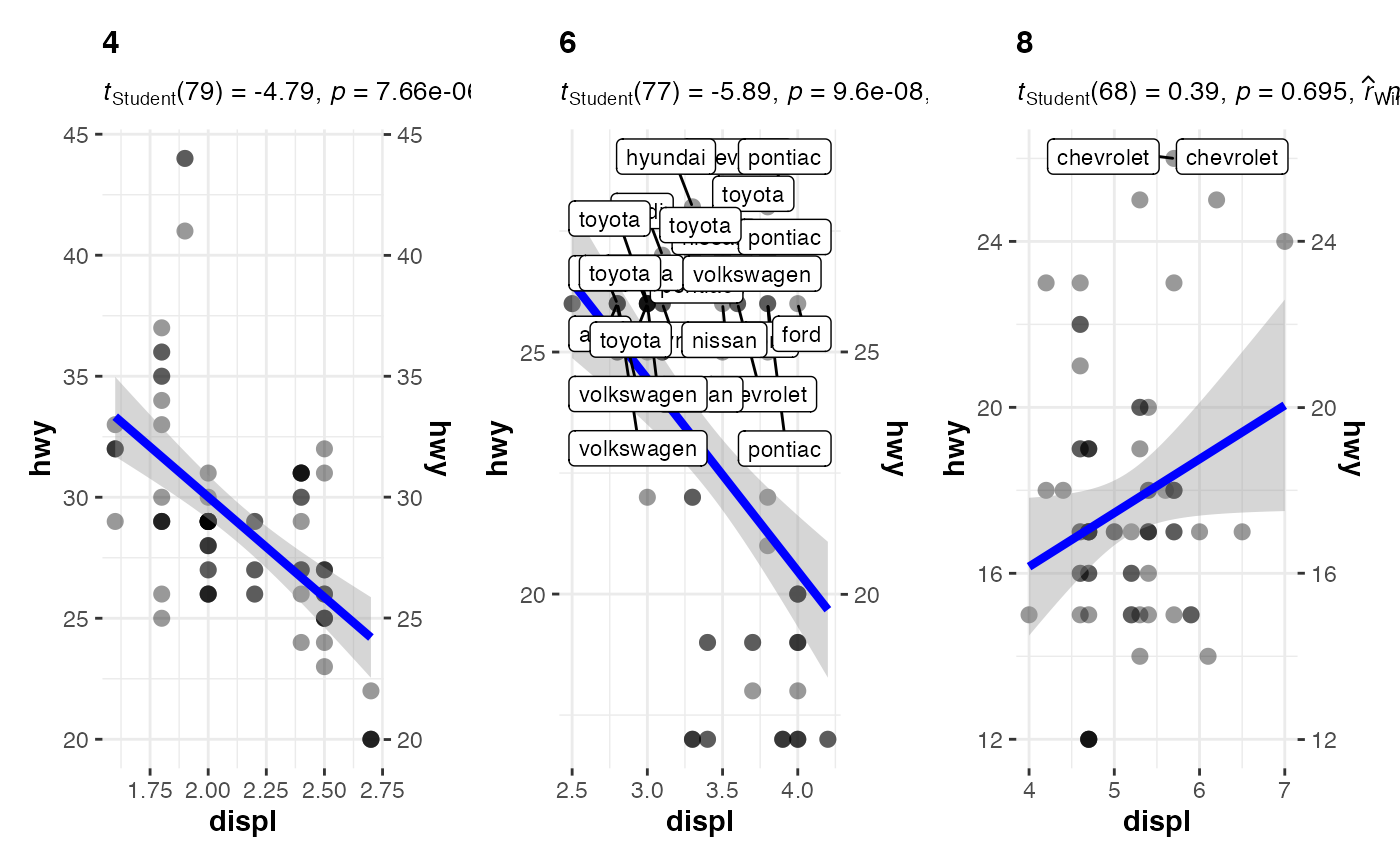 4
t Student(79) = -4.79, p = 7.66e-0
45
40
35
30
25
20
45
40
35
30
25
20
hwy
hwy
1.75 2.00 2.25 2.50 2.75
displ
6
t Student(77) = -5.89, p = 9.6e-08,
hyundai
pontiac
toyota
toyota
toyota
pontiac
toyota
volkswagen
toyota
nissan
ford
volkswagen
volkswagen
pontiac
25
20
25
20
hwy
hwy
2.5 3.0 3.5 4.0
displ
8
t Student(68) = 0.39, p = 0.695, r̂
chevrolet
chevrolet
24
20
16
12
24
20
16
12
hwy
hwy
4 5 6 7
displ